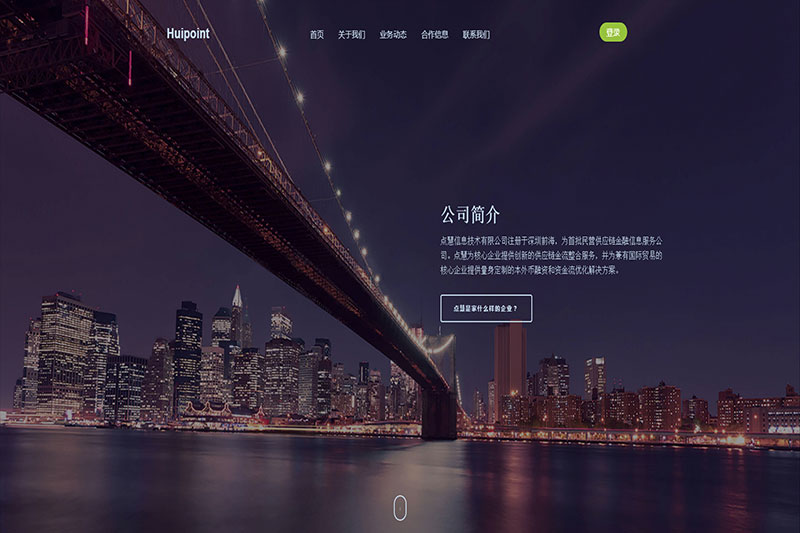 Huipoint
首页 关于我们 业务动态 合作信息 联系我们
登录
公司简介
点慧信息技术有限公司注册于深圳前海，为首批民营供应链金融信息服务公
司。点慧为核心企业提供创新的供应链金流整合服务，并为兼有国际贸易的
核心企业提供量身定制的本外币融资和资金流优化解决方案。
点慧是家什么样的企业？